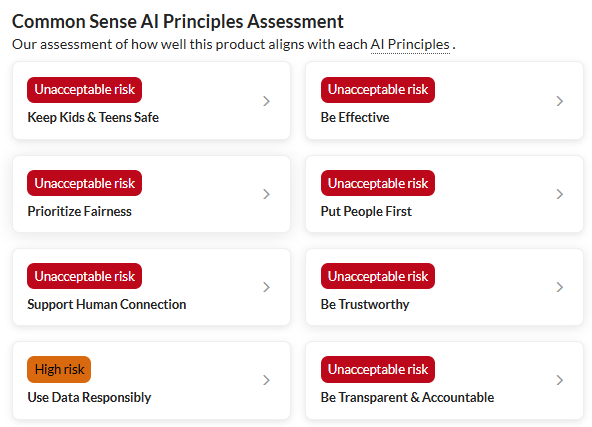 Common Sense AI Principles Assessment
Our assessment of how well this product aligns with each AI Principles .
Unacceptable risk
Keep Kids & Teens Safe
Unacceptable risk
Be Effective
Unacceptable risk
Prioritize Fairness
Unacceptable risk
Put People First
Unacceptable risk
Support Human Connection
Unacceptable risk
Be Trustworthy
High risk
Use Data Responsibly
Unacceptable risk
Be Transparent & Accountable